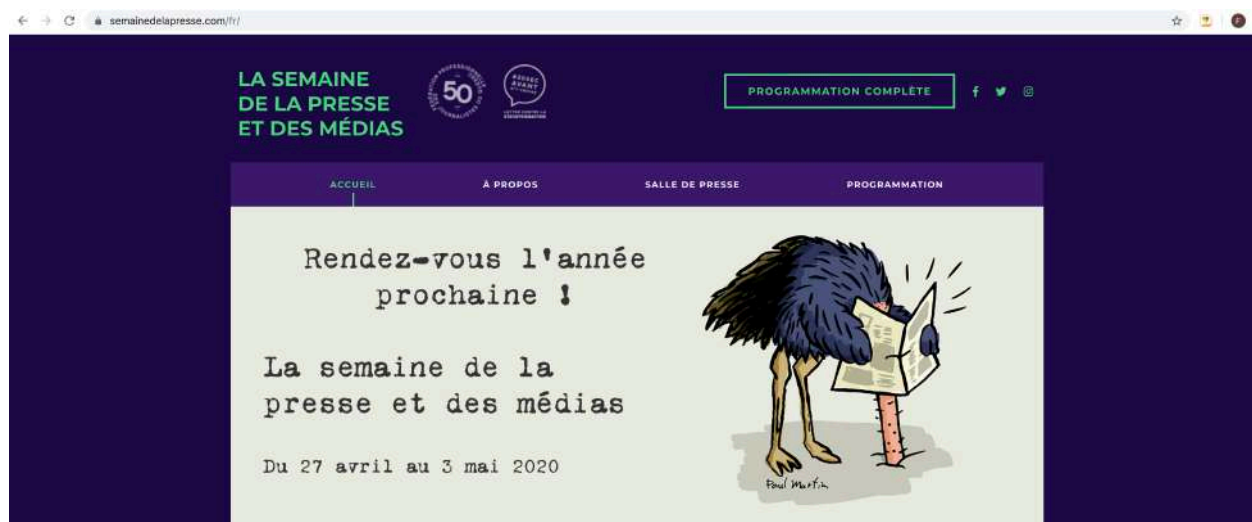 semainedelapresse.com/fr/
LA SEMAINE
DE LA PRESSE
ET DES MÉDIAS
50
PROGRAMMATION COMPLÈTE
ACCUEIL
À PROPOS
SALLE DE PRESSE
PROGRAMMATION
Rendez-vous l'année
prochaine !
La semaine de la
presse et des médias
Du 27 avril au 3 mai 2020
Paul Martin